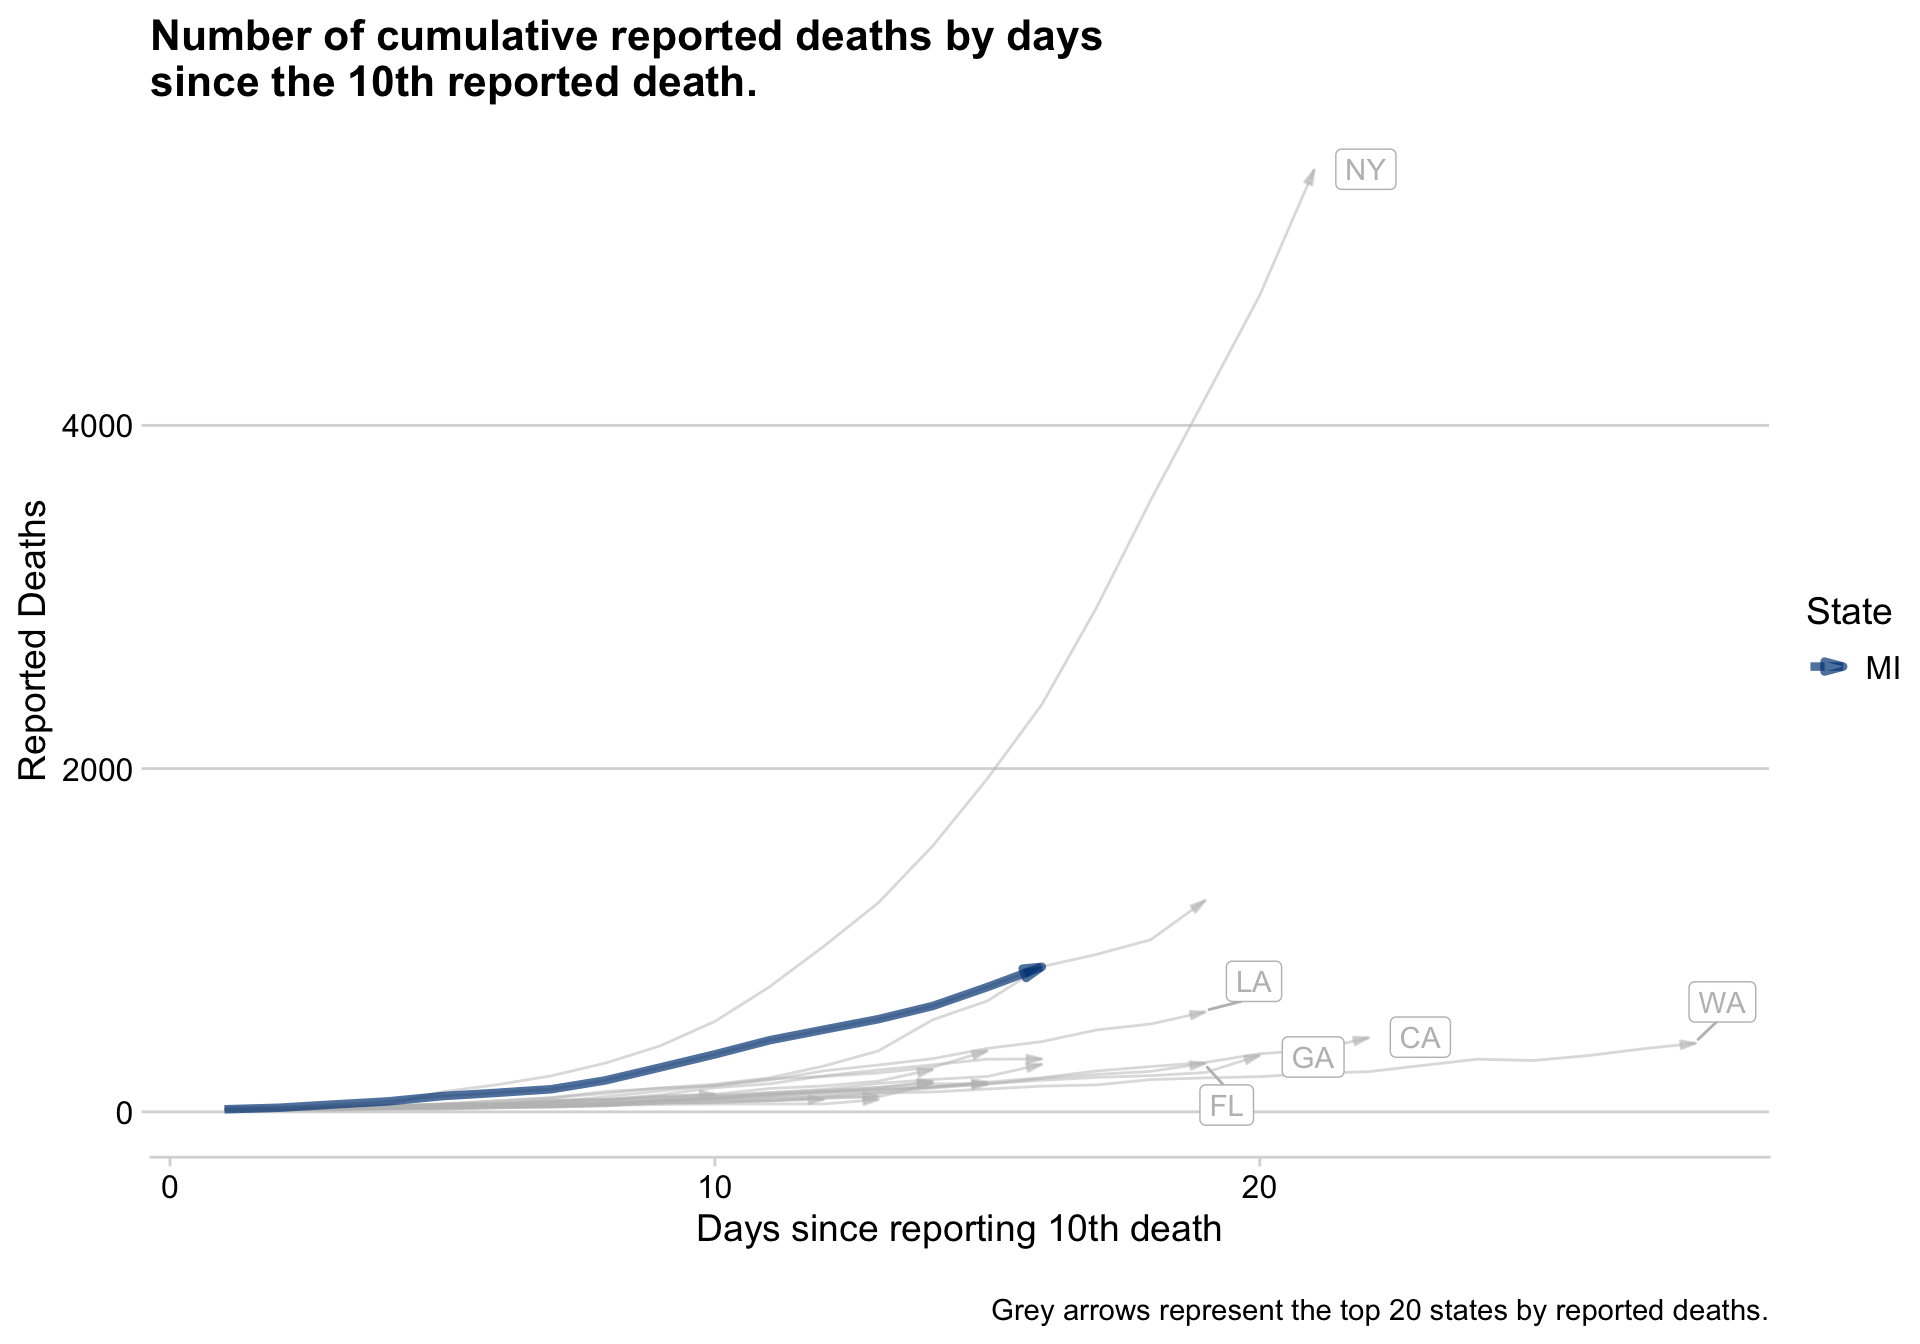 Number of cumulative reported deaths by days
since the 10th reported death.
NY
4000
Reported Deaths
State
MI
2000
LA
WA
CA
GA
FL
0
0 10 20
Days since reporting 10th death
Grey arrows represent the top 20 states by reported deaths.